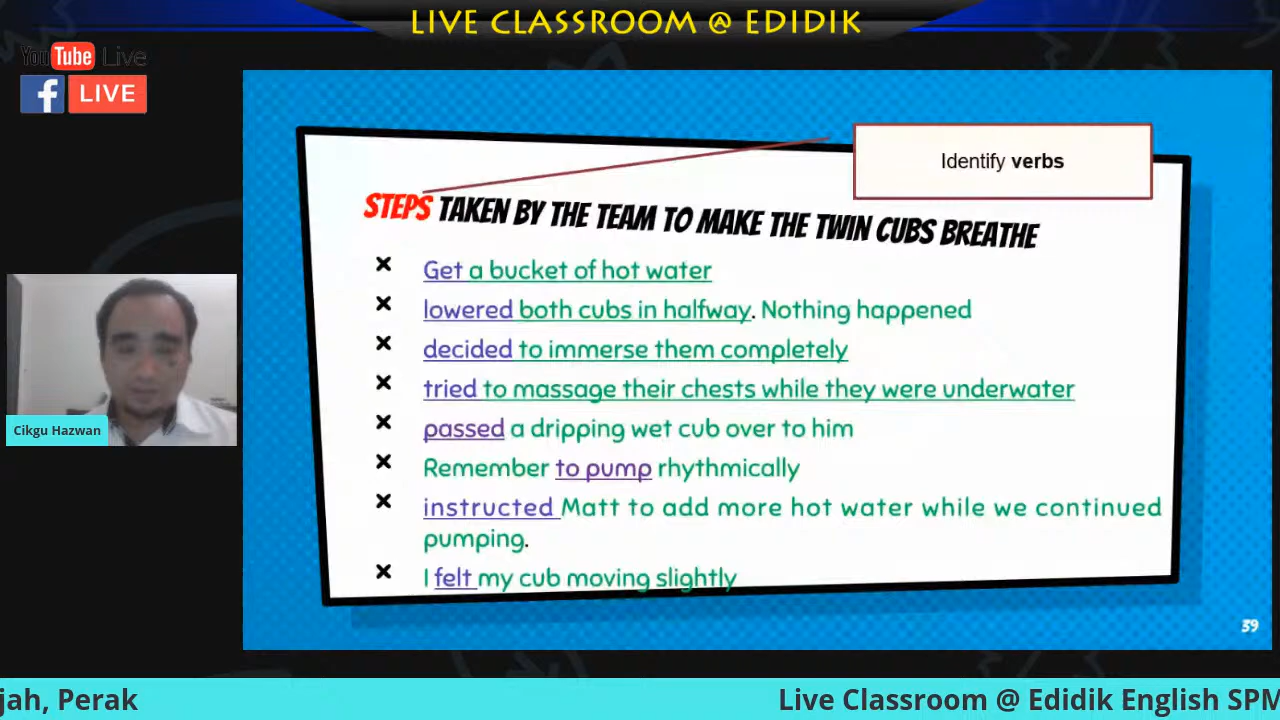 LIVE CLASSROOM @ EDIDIK
YouTube Live
f LIVE
Identify verbs
STEPS TAKEN BY THE TEAM TO MAKE THE TWIN CUBS BREATHE
Get a bucket of hot water
lowered both cubs in halfway. Nothing happened
decided to immerse them completely
tried to massage their chests while they were underwater
passed a dripping wet cub over to him
Remember to pump rhythmically
instructed Matt to add more hot water while we continued
pumping.
I felt my cub moving slightly
Cikgu Hazwan
39
jah, Perak
Live Classroom @ Edidik English SPM